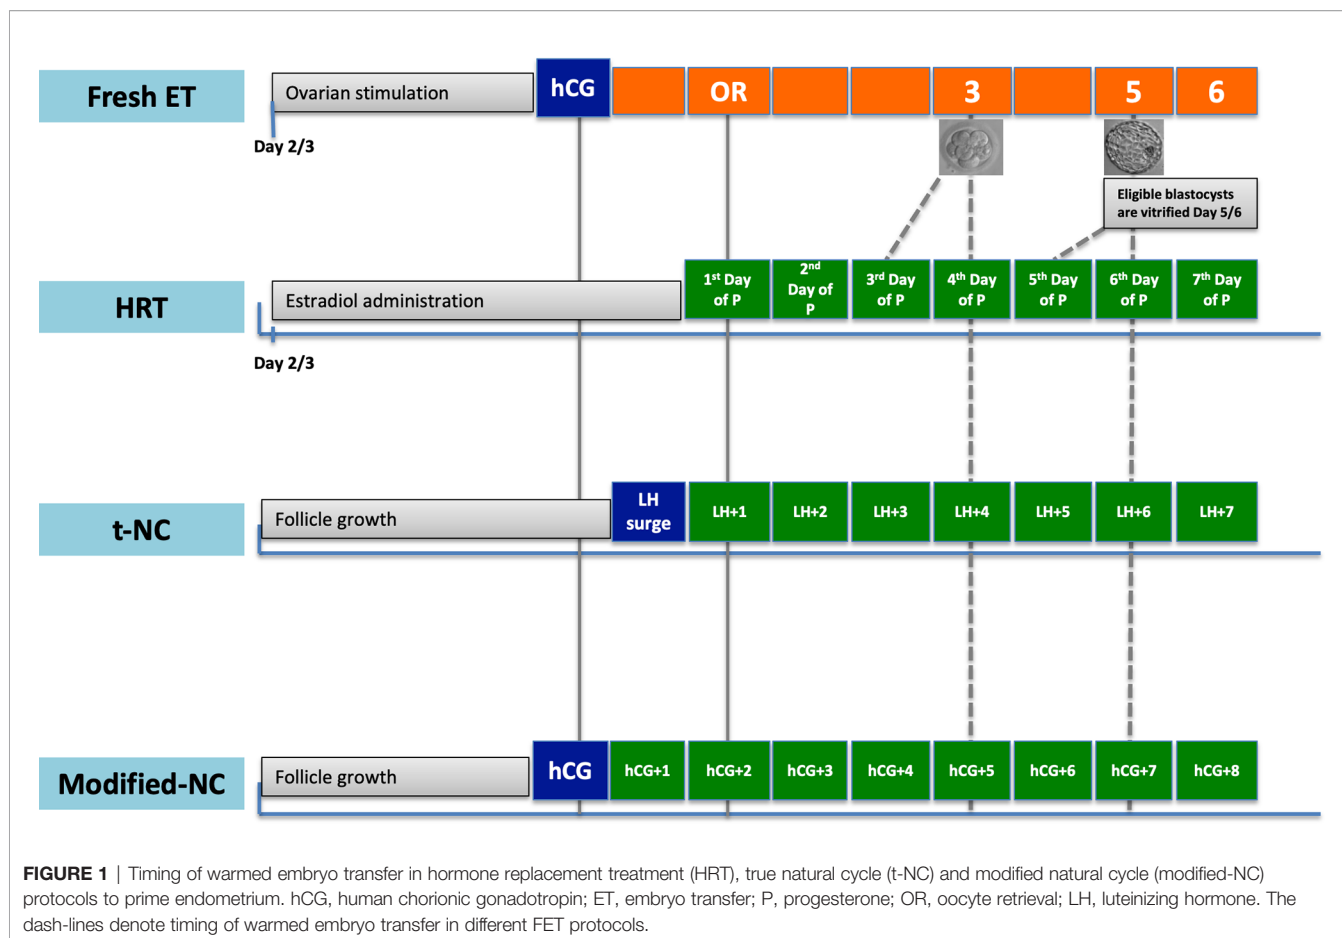 Fresh ET
Ovarian stimulation
hCG
OR
3
5
6
Day 2/3
Eligible blastocysts
are vitrified Day 5/6
HRT
Estradiol administration
1st Day
of P
2nd
Day of
P
3rd Day
of P
4th Day
of P
5th Day
of P
6th Day
of P
7th Day
of P
Day 2/3
t-NC
Follicle growth
LH
surge
LH+1
LH+2
LH+3
LH+4
LH+5
LH+6
LH+7
Modified-NC
Follicle growth
hCG
hCG+1
hCG+2
hCG+3
hCG+4
hCG+5
hCG+6
hCG+7
hCG+8
FIGURE 1 | Timing of warmed embryo transfer in hormone replacement treatment (HRT), true natural cycle (t-NC) and modified natural cycle (modified-NC)
protocols to prime endometrium. hCG, human chorionic gonadotropin; ET, embryo transfer; P, progesterone; OR, oocyte retrieval; LH, luteinizing hormone. The
dash-lines denote timing of warmed embryo transfer in different FET protocols.